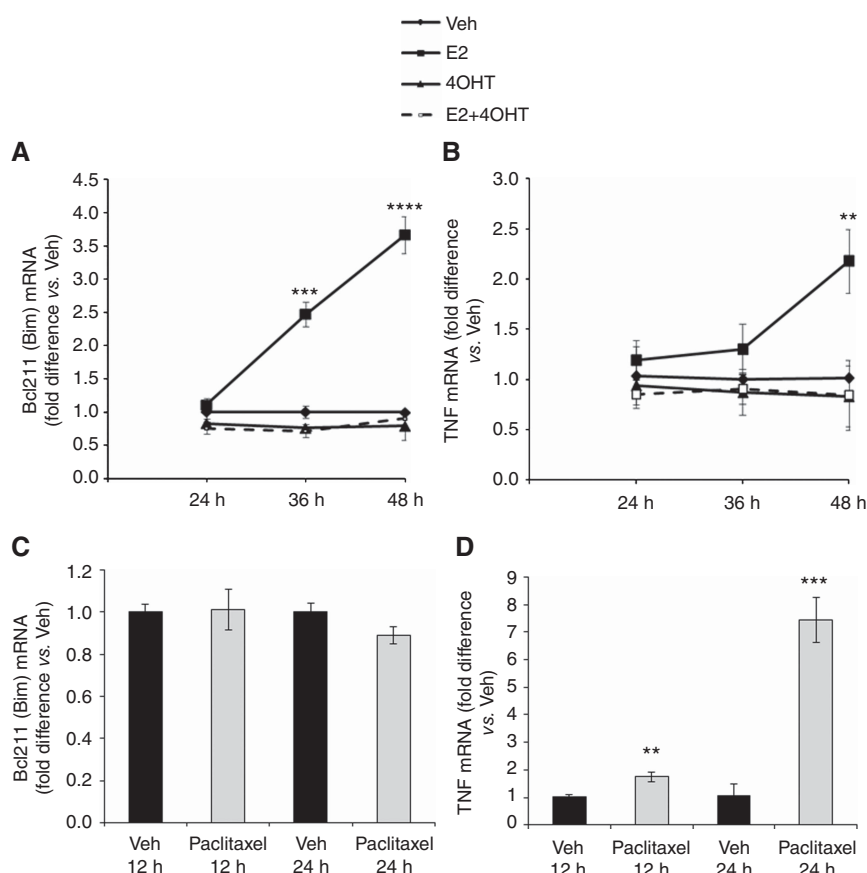 Veh
E2
4OHT
E2+4OHT
A
Bcl211 (Bim) mRNA
(fold difference vs. Veh)
4.5
4.0
3.5
3.0
2.5
2.0
1.5
1.0
0.5
0.0
***
****
24 h
36 h
48 h
B
TNF mRNA (fold difference
vs. Veh)
3.0
2.5
2.0
1.5
1.0
0.5
0.0
**
24 h
36 h
48 h
C
Bcl211 (Bim) mRNA
(fold difference vs. Veh)
1.2
1.0
0.8
0.6
0.4
0.2
0.0
Veh
12 h
Paclitaxel
12 h
Veh
24 h
Paclitaxel
24 h
D
TNF mRNA (fold difference
vs. Veh)
9
8
7
6
5
4
3
2
1
0
**
***
Veh
12 h
Paclitaxel
12 h
Veh
24 h
Paclitaxel
24 h